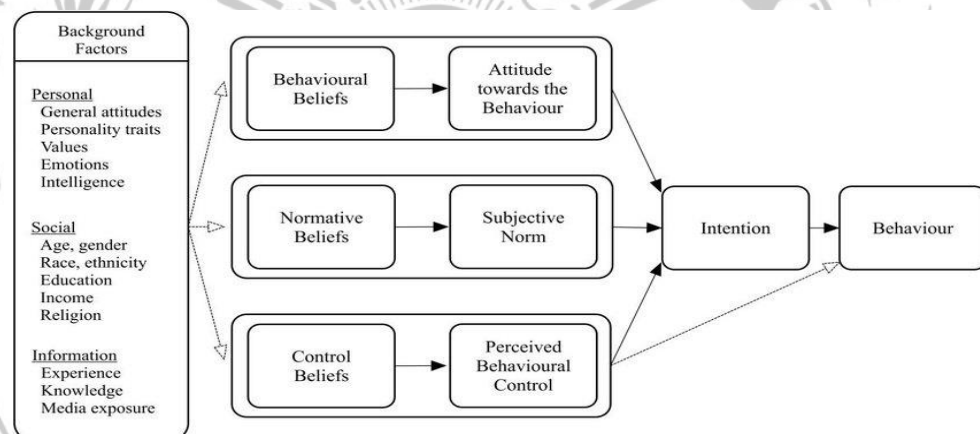 Background
Factors
Personal
General attitudes
Personality traits
Values
Emotions
Intelligence
Social
Age, gender
Race, ethnicity
Education
Income
Religion
Information
Experience
Knowledge
Media exposure
Behavioural
Beliefs
Attitude
towards the
Behaviour
Normative
Beliefs
Subjective
Norm
Control
Beliefs
Perceived
Behavioural
Control
Intention
Behaviour